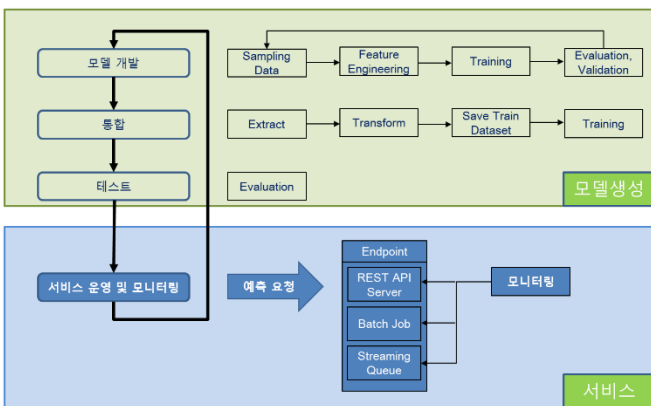 모델 개발
Sampling
Data
Feature
Engineering
Training
Evaluation,
Validation
통합
Extract
Transform
Save Train
Dataset
Training
테스트
Evaluation
모델생성
Endpoint
서비스 운영 및 모니터링
예측 요청
REST API
Server
모니터링
Batch Job
Streaming
Queue
서비스